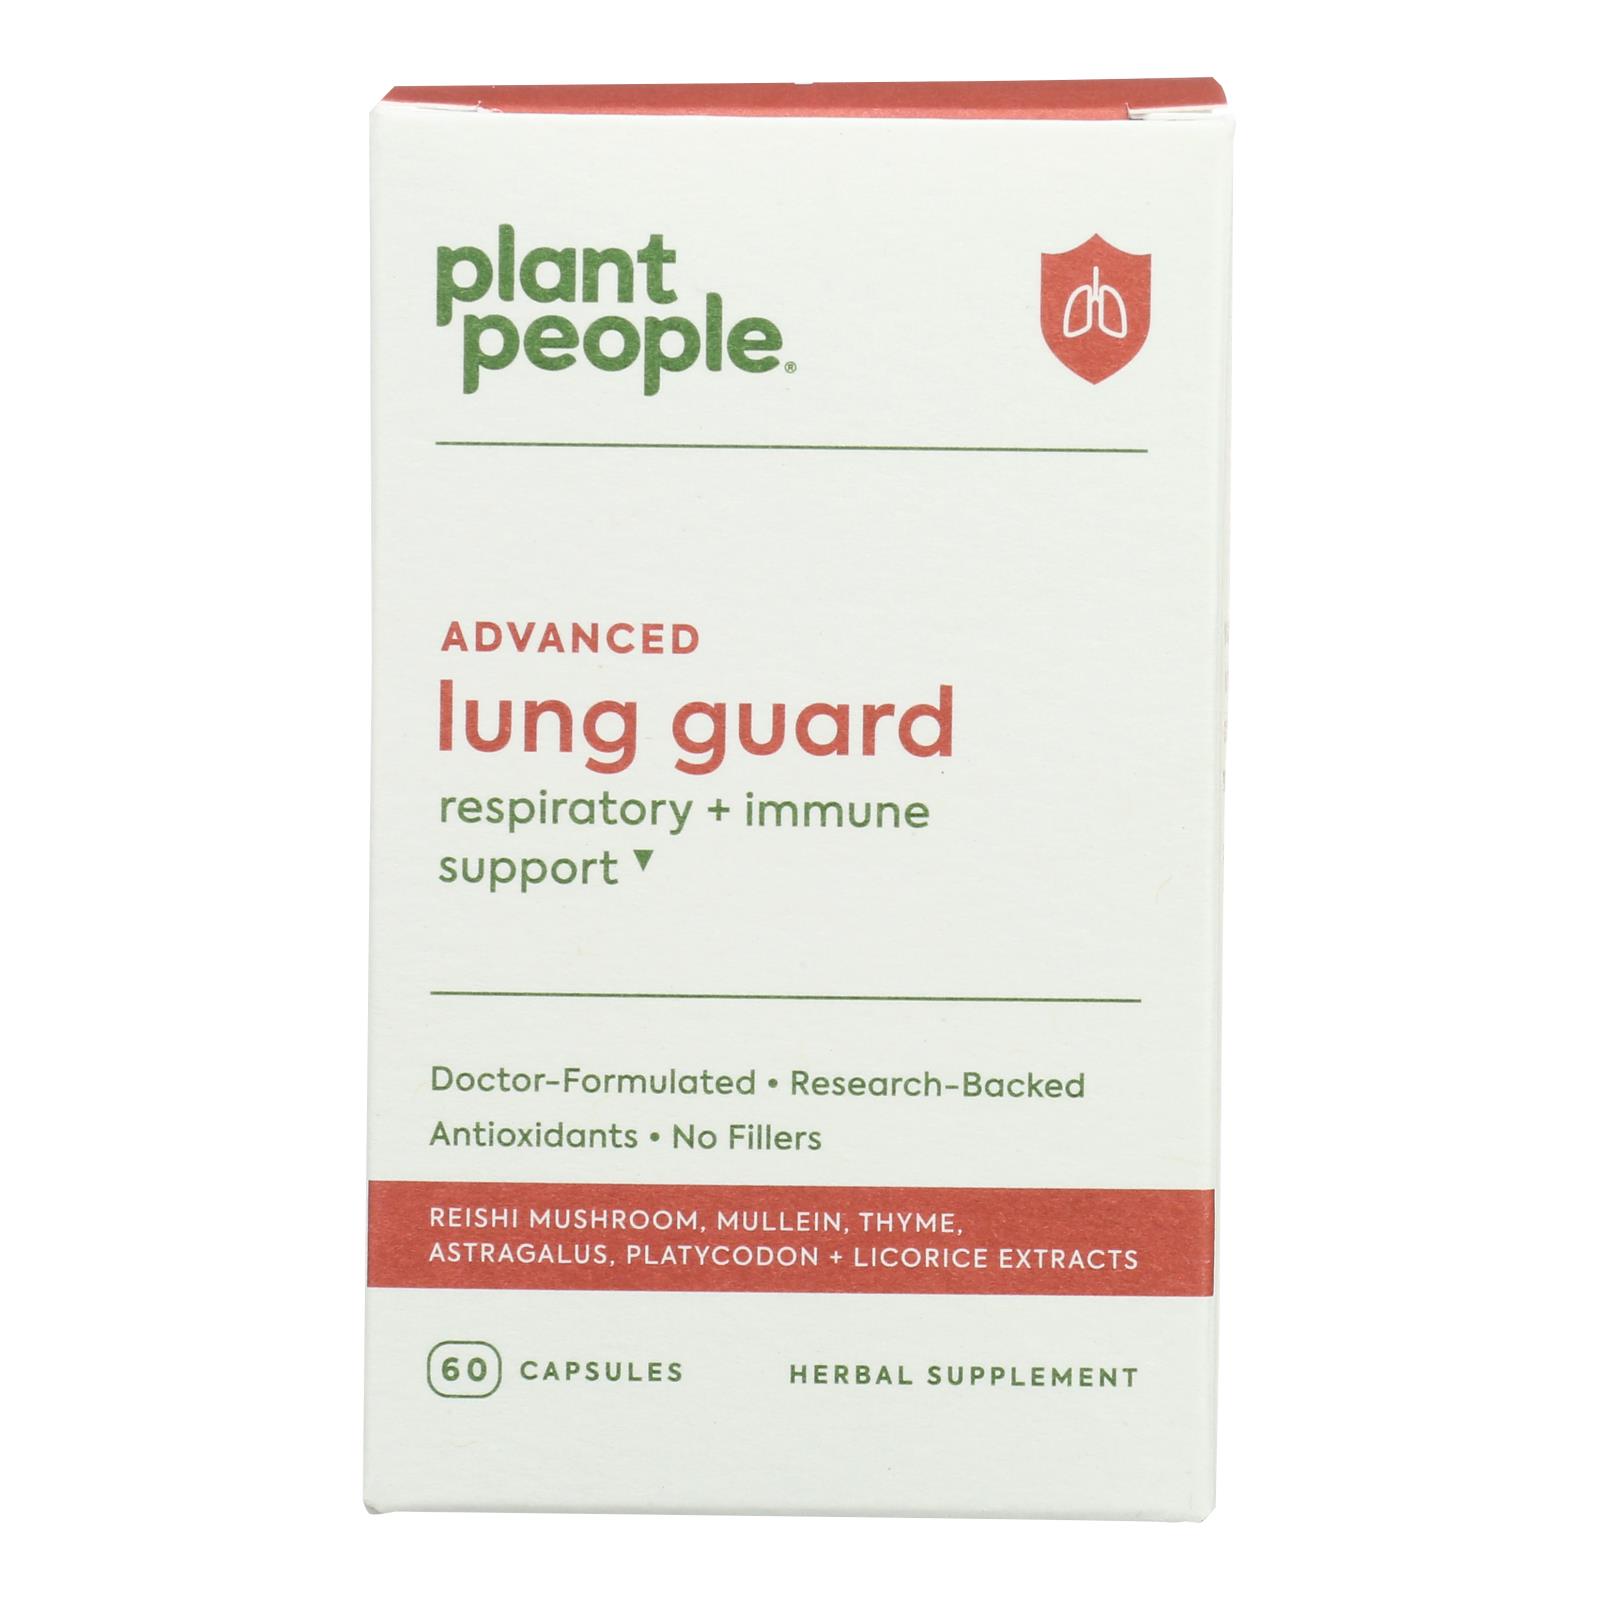 plant
people®
ADVANCED
lung guard
respiratory + immune
support ▼
Doctor-Formulated • Research-Backed
Antioxidants • No Fillers
REISHI MUSHROOM, MULLEIN, THYME,
ASTRAGALUS, PLATYCODON + LICORICE EXTRACTS
60 CAPSULES
HERBAL SUPPLEMENT